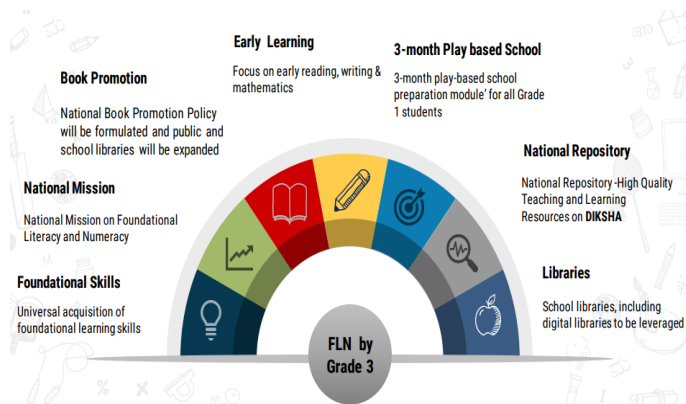 Early Learning
Focus on early reading, writing &
mathematics
3-month Play based School
3-month play-based school
preparation module' for all Grade
1 students
Book Promotion
National Book Promotion Policy
will be formulated and public and
school libraries will be expanded
National Repository
National Repository -High Quality
Teaching and Learning
Resources on DIKSHA
National Mission
National Mission on Foundational
Literacy and Numeracy
Libraries
School libraries, including
digital libraries to be leveraged
Foundational Skills
Universal acquisition of
foundational learning skills
FLN by
Grade 3